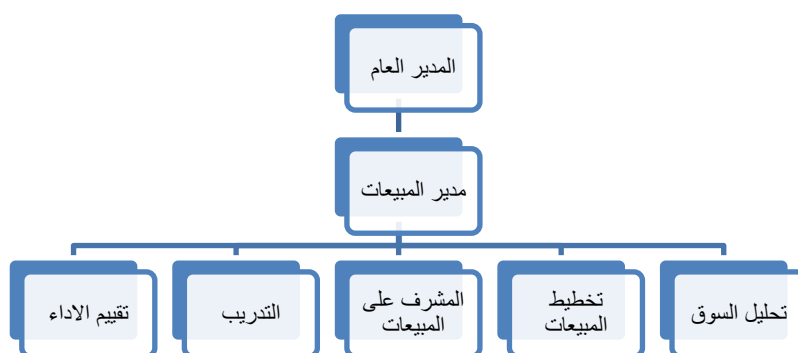 المدير العام
مدير المبيعات
تحليل السوق
تخطيط
المبيعات
المشرف على
المبيعات
التدريب
تقييم الاداء